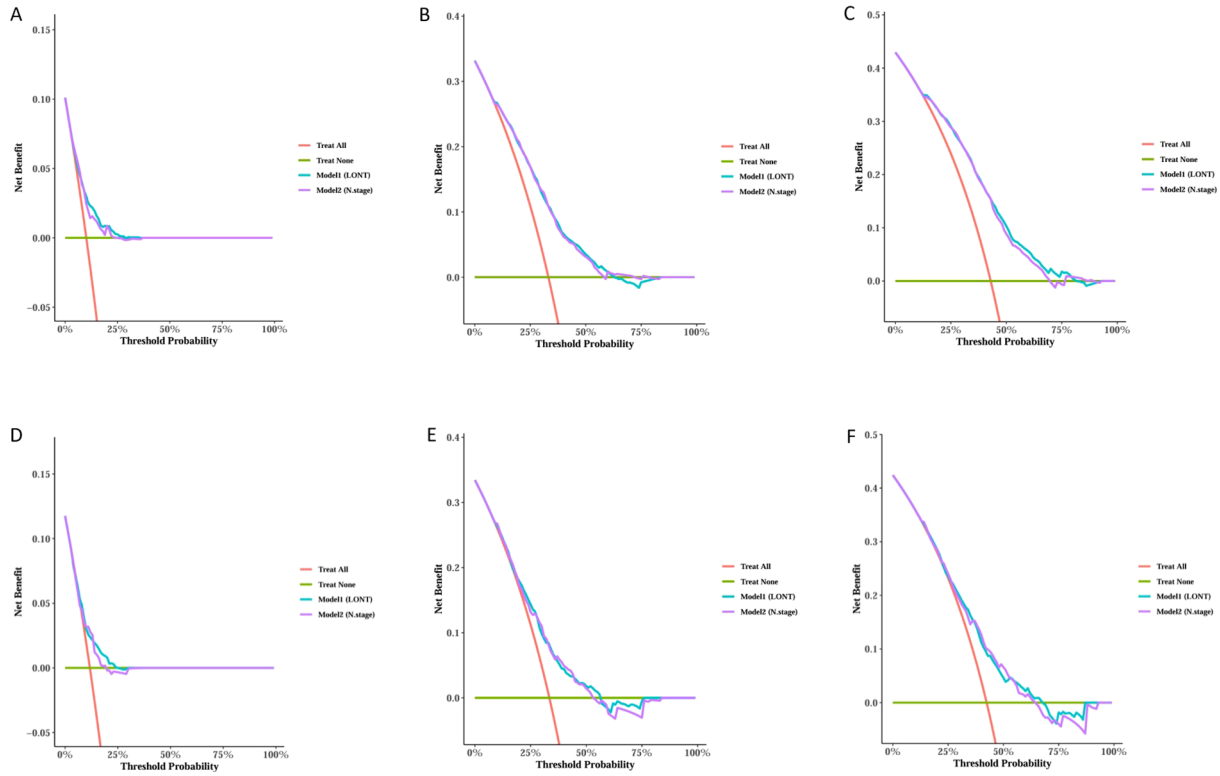 A
0.15
0.10
0.05
0.00
−0.05
Net Benefit
0% 25% 50% 75% 100%
Threshold Probability
Treat All
Treat None
Model1 (LONT)
Model2 (N.stage)
B
0.4
0.3
0.2
0.1
0.0
Net Benefit
0% 25% 50% 75% 100%
Threshold Probability
Treat All
Treat None
Model1 (LONT)
Model2 (N.stage)
C
0.5
0.4
0.3
0.2
0.1
0.0
Net Benefit
0% 25% 50% 75% 100%
Threshold Probability
Treat All
Treat None
Model1 (LONT)
Model2 (N.stage)
D
0.15
0.10
0.05
0.00
−0.05
Net Benefit
0% 25% 50% 75% 100%
Threshold Probability
Treat All
Treat None
Model1 (LONT)
Model2 (N.stage)
E
0.4
0.3
0.2
0.1
0.0
Net Benefit
0% 25% 50% 75% 100%
Threshold Probability
Treat All
Treat None
Model1 (LONT)
Model2 (N.stage)
F
0.5
0.4
0.3
0.2
0.1
0.0
Net Benefit
0% 25% 50% 75% 100%
Threshold Probability
Treat All
Treat None
Model1 (LONT)
Model2 (N.stage)